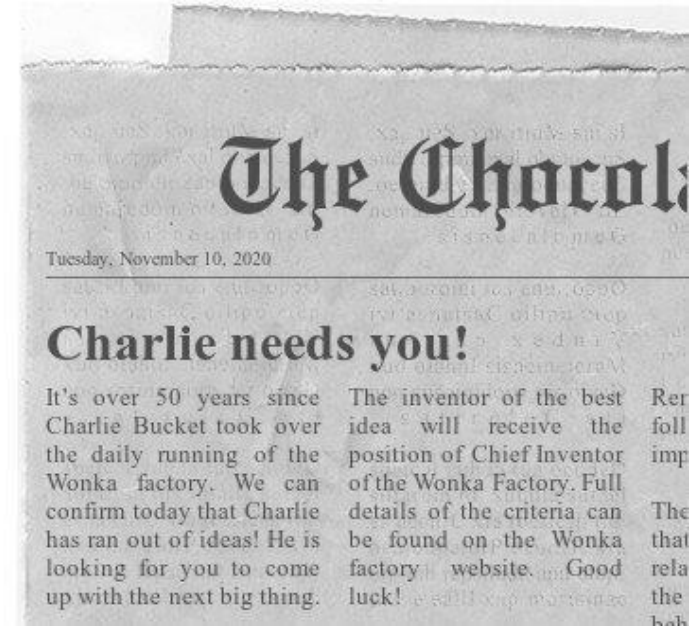 The Chocol
Tuesday, November 10, 2020
Charlie needs you!
It's over 50 years since
Charlie Bucket took over
the daily running of the
Wonka factory. We can
confirm today that Charlie
has ran out of ideas! He is
looking for you to come
up with the next big thing.
The inventor of the best
idea will receive the
position of Chief Inventor
of the Wonka Factory. Full
details of the criteria can
be found on the Wonka
factory website. Good
luck!
Rer
foll
imp
The
that
rela
the
beh